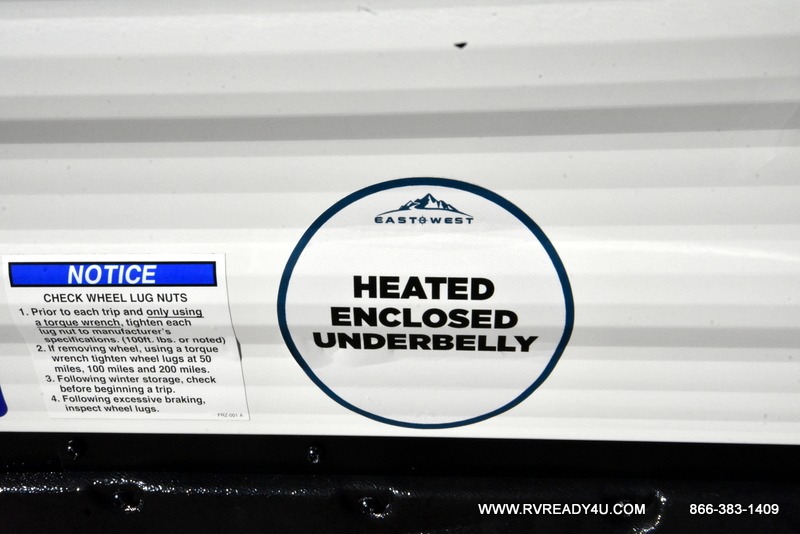 NOTICE
CHECK WHEEL LUG NUTS
1. Prior to each trip and only using
a torque wrench, tighten each
lug nut to manufacturer's
specifications. (100ft. lbs. or noted)
2. If removing wheel, using a torque
wrench tighten wheel lugs at 50
miles, 100 miles and 200 miles.
3. Following winter storage, check
before beginning a trip.
4. Following excessive braking,
inspect wheel lugs.
FRZ-001 A
EAST WEST
HEATED
ENCLOSED
UNDERBELLY
WWW.RVREADY4U.COM 866-383-1409